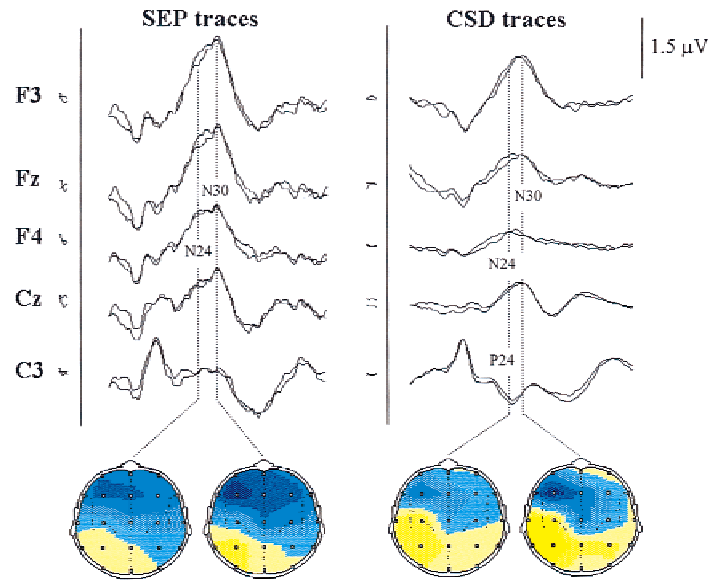 SEP traces
CSD traces
1.5 µV
F3
Fz
N30
N30
F4
N24
N24
Cz
P24
C3